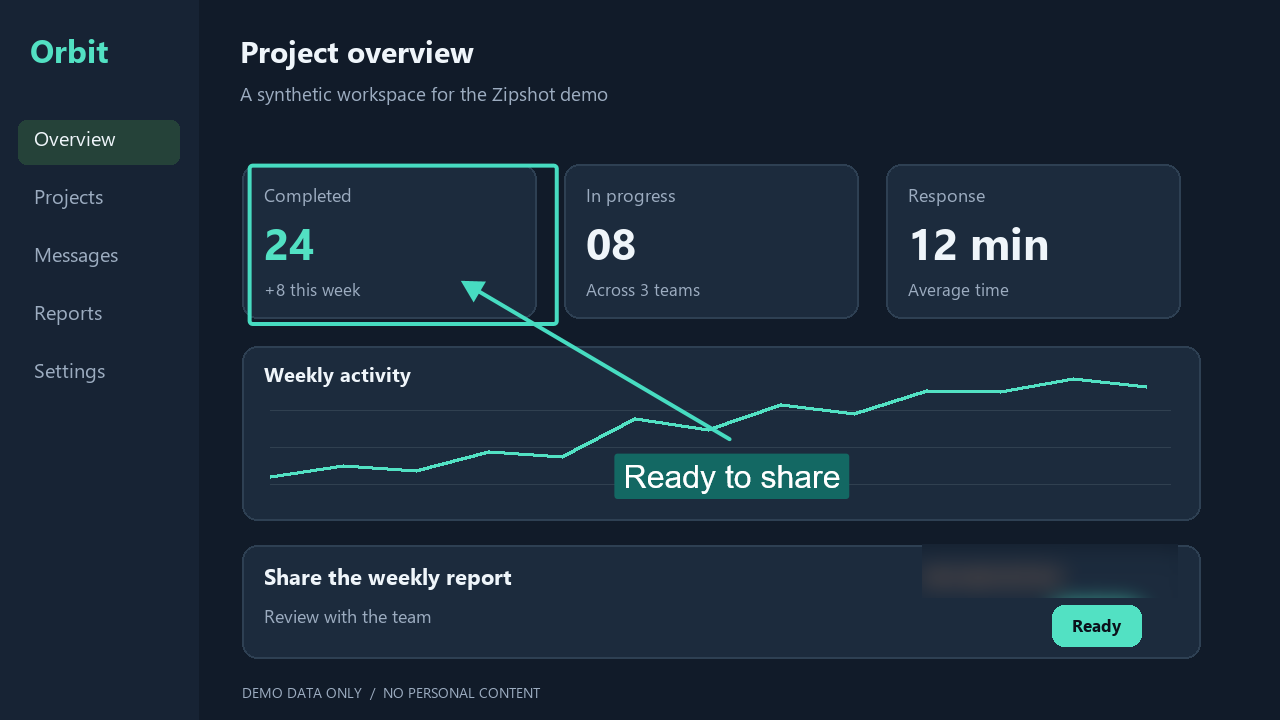 Orbit
Overview
Projects
Messages
Reports
Settings
Project overview
A synthetic workspace for the Zipshot demo
Completed
24
+8 this week
In progress
08
Across 3 teams
Response
12 min
Average time
Weekly activity
Ready to share
Share the weekly report
Review with the team
Ready
DEMO DATA ONLY / NO PERSONAL CONTENT